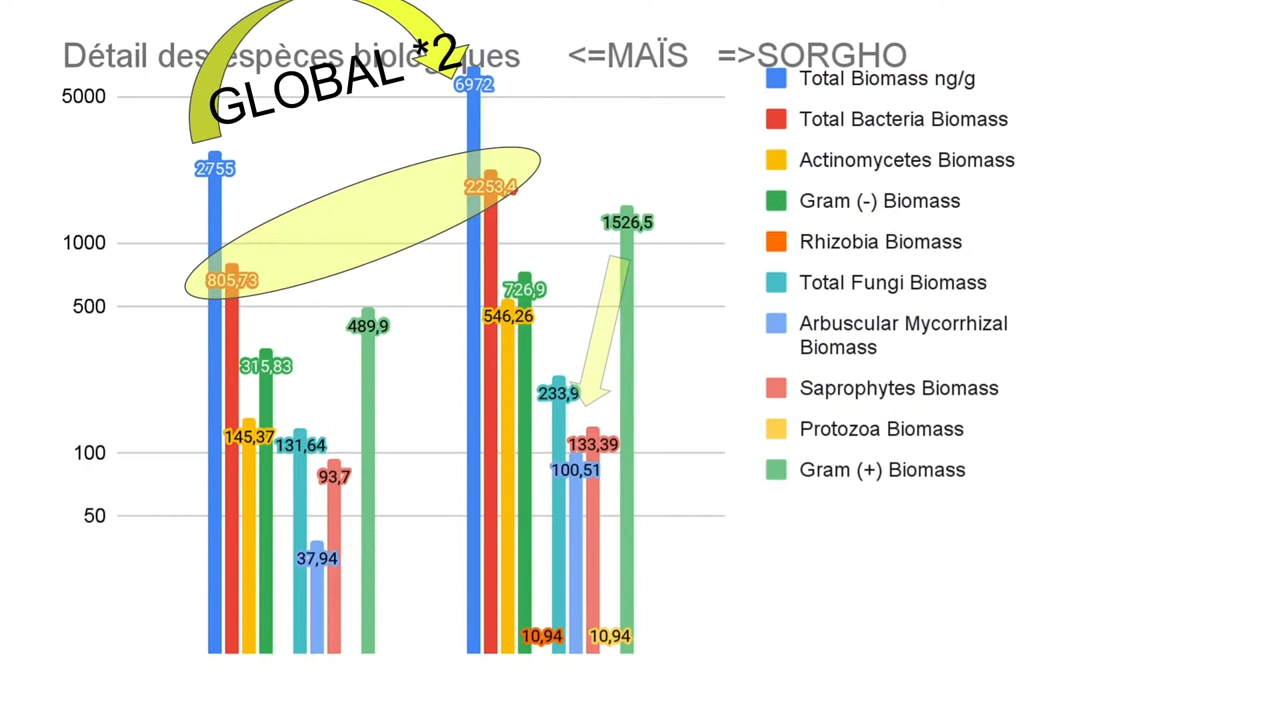 Détail des espèces biologiques <=MAÏS =>SORGHO
GLOBAL *2
5000
1000
500
100
50
2755
805,73
145,37
315,83
131,64
37,94
93,7
489,9
6972
2253,4
546,26
726,9
10,94
233,9
100,51
133,39
10,94
1526,5
Total Biomass ng/g
Total Bacteria Biomass
Actinomycetes Biomass
Gram (-) Biomass
Rhizobia Biomass
Total Fungi Biomass
Arbuscular Mycorrhizal
Biomass
Saprophytes Biomass
Protozoa Biomass
Gram (+) Biomass